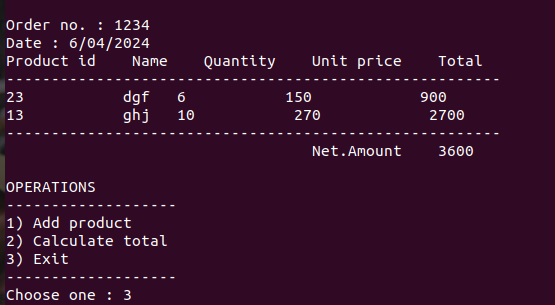 Order no. : 1234
Date : 6/04/2024
Product id    Name    Quantity    Unit price    Total
-------------------------------------------------------
23           dgf   6           150            900
13           ghj   10           270            2700
-------------------------------------------------------
                                  Net.Amount    3600
OPERATIONS
-------------------
1) Add product
2) Calculate total
3) Exit
-------------------
Choose one : 3